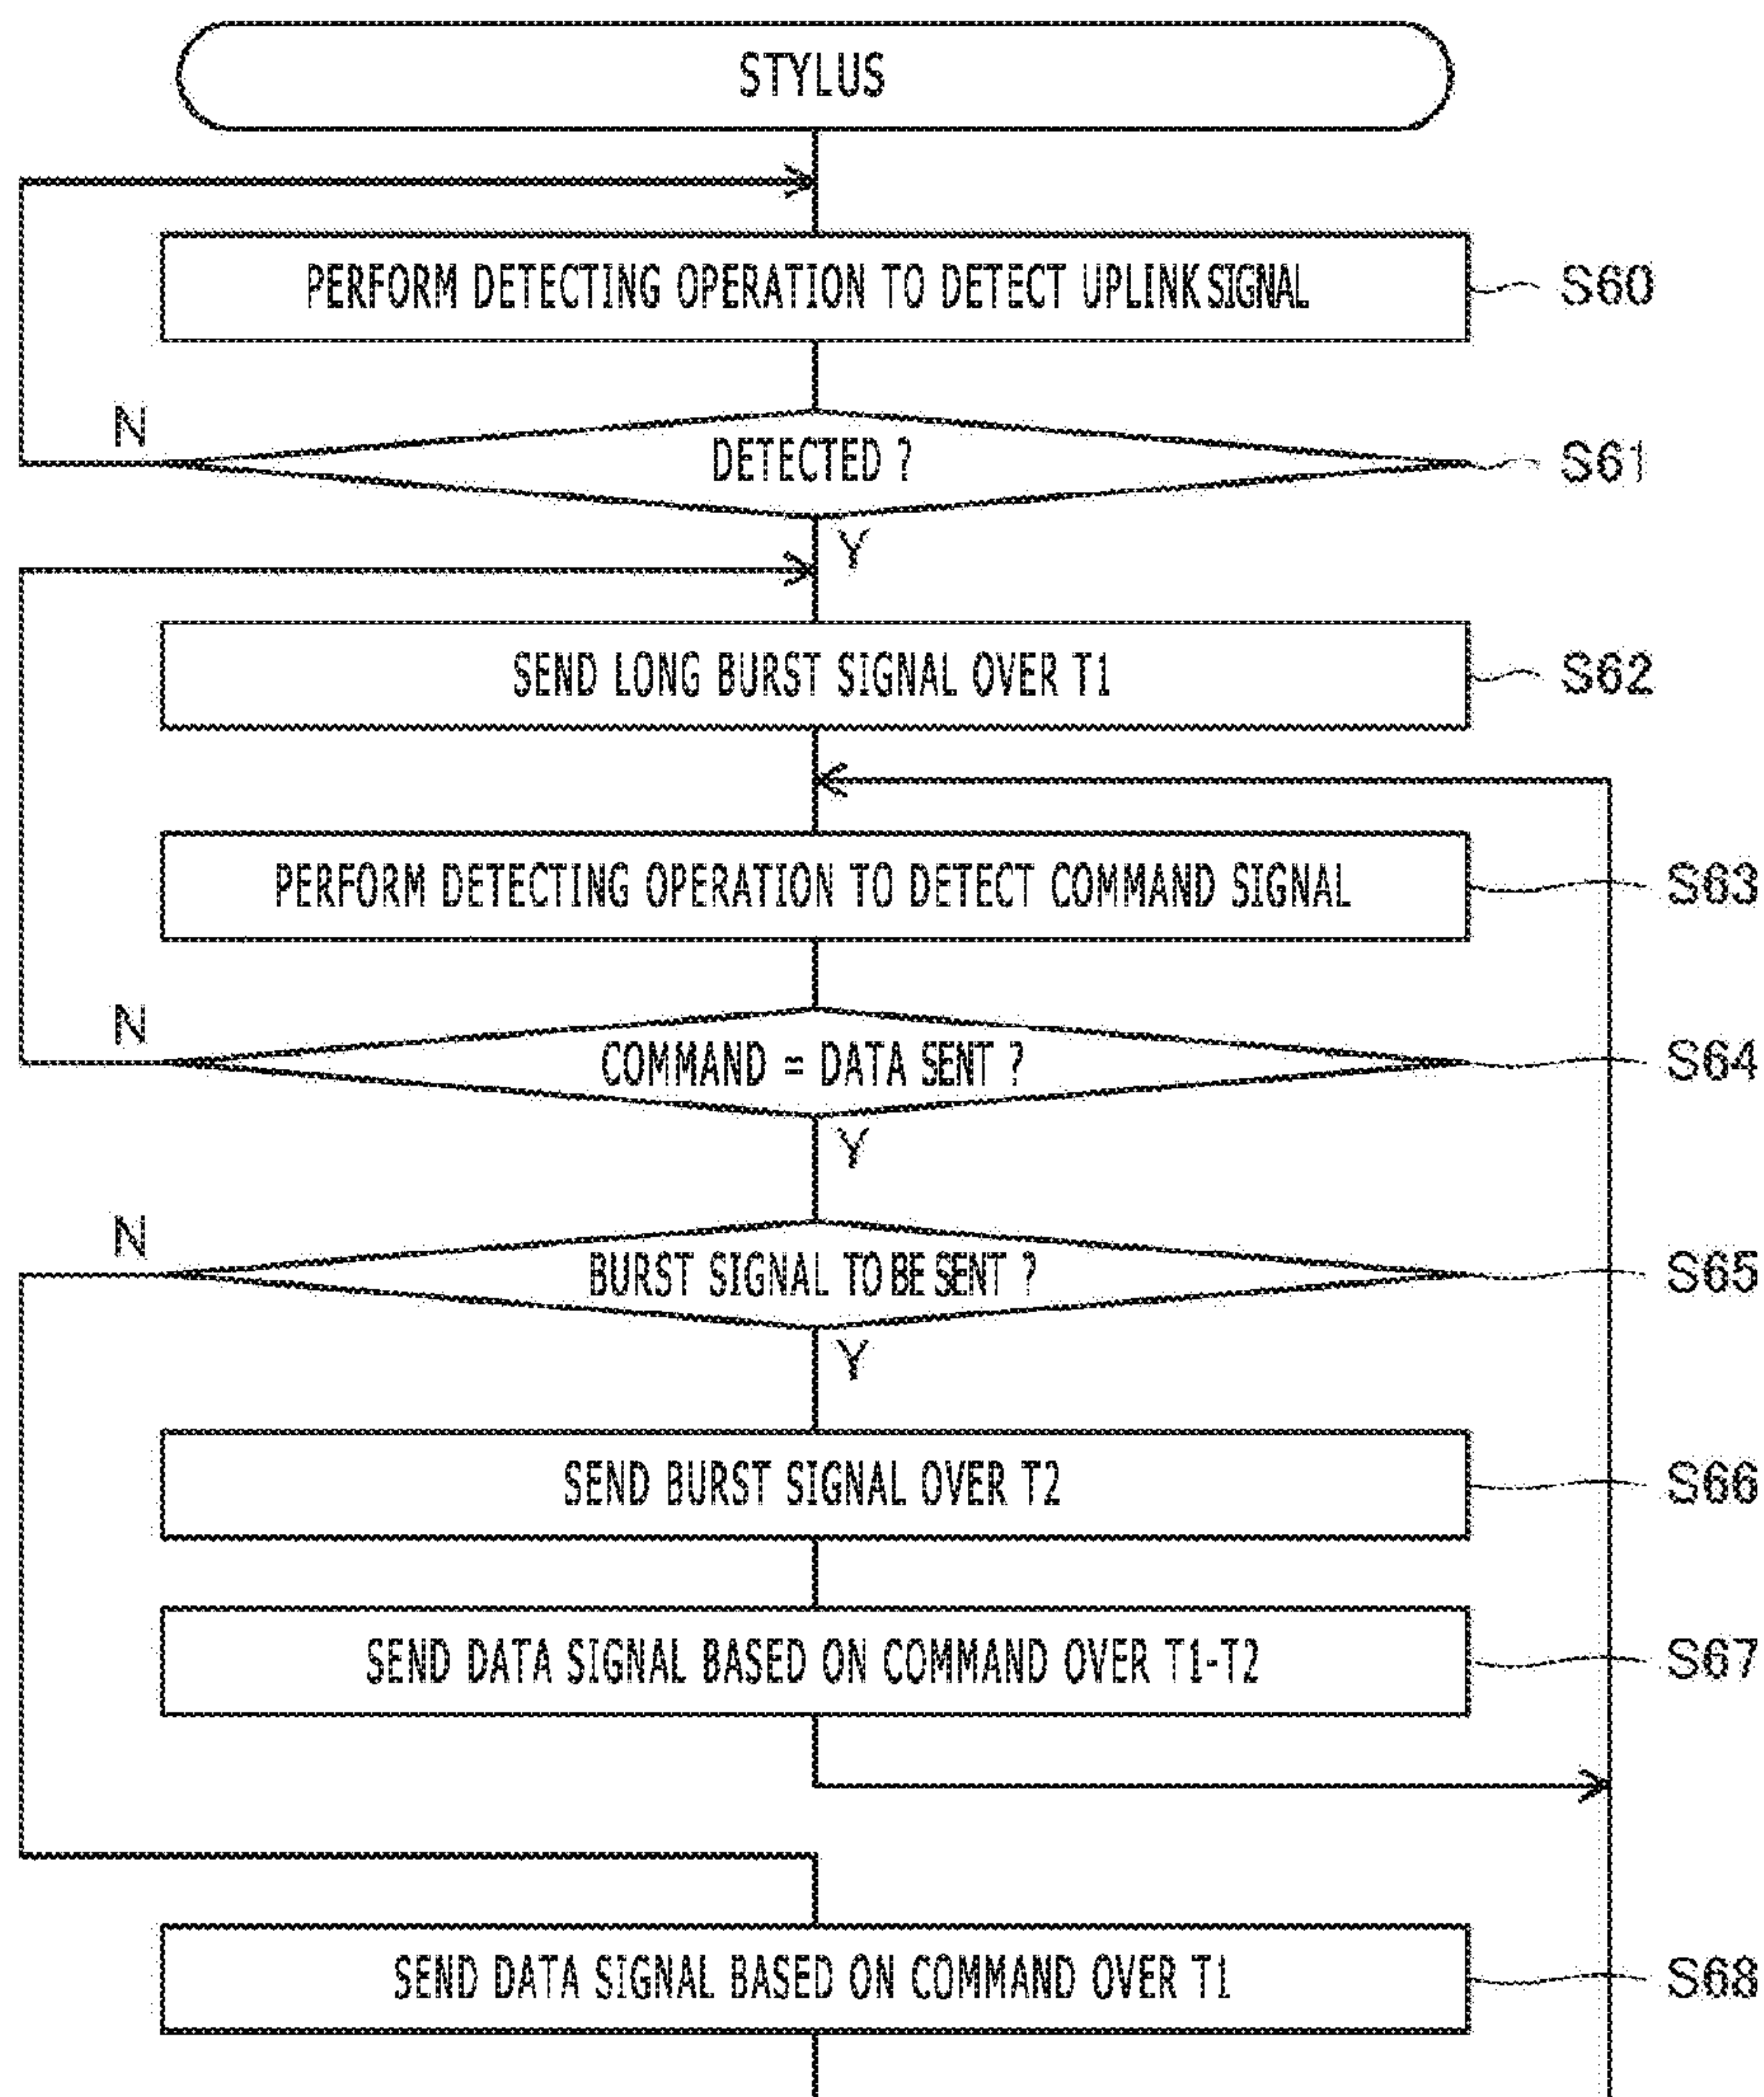 STYLUS
PERFORM DETECTING OPERATION TO DETECT UPLINK SIGNAL
S60
N
DETECTED ?
S61
Y
SEND LONG BURST SIGNAL OVER T1
S62
PERFORM DETECTING OPERATION TO DETECT COMMAND SIGNAL
S63
N
COMMAND = DATA SENT ?
S64
Y
N
BURST SIGNAL TO BE SENT ?
S65
Y
SEND BURST SIGNAL OVER T2
S66
SEND DATA SIGNAL BASED ON COMMAND OVER T1-T2
S67
SEND DATA SIGNAL BASED ON COMMAND OVER T1
S68